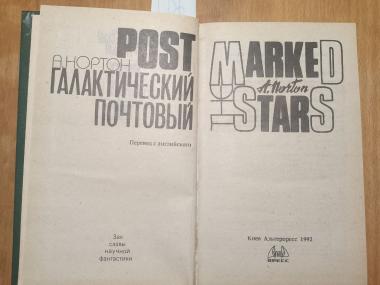 POST
А.НОРТОН
ГАЛАКТИЧЕСКИЙ
ПОЧТОВЫЙ
Перевод с английского
Зал
славы
научной
фантастики
MARKED
THE
A. Norton
STARS
Киев Альтерпресс 1992